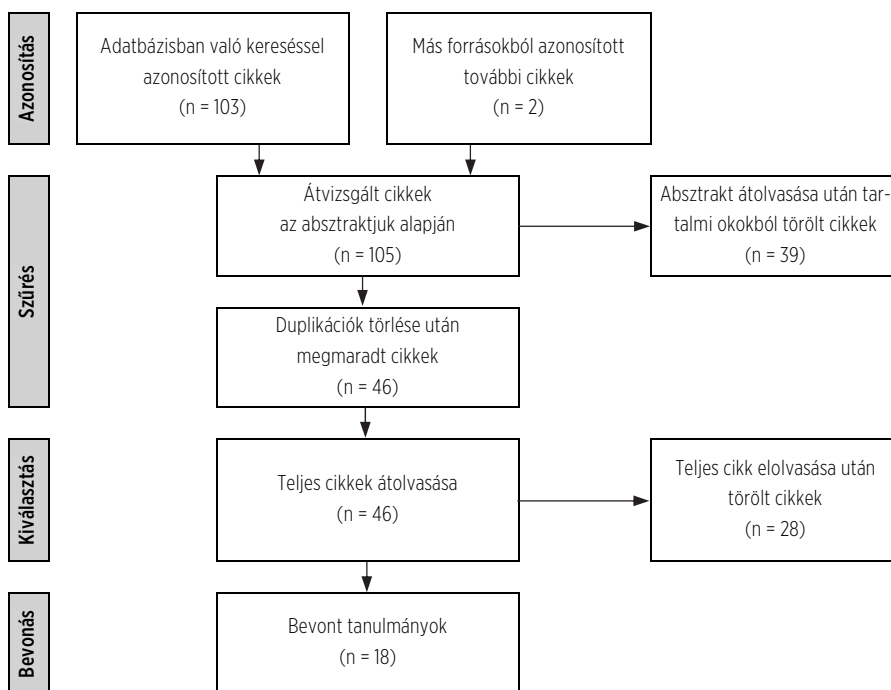 Azonosítás
Adatbázisban való kereséssel
azonosított cikkek
(n = 103)
Más forrásokból azonosított
további cikkek
(n = 2)
Szűrés
Átvizsgált cikkek
az absztraktjuk alapján
(n = 105)
Absztrakt átolvasása után tar-
talmi okokból törölt cikkek
(n = 39)
Duplikációk törlése után
megmaradt cikkek
(n = 46)
Kiválasztás
Teljes cikkek átolvasása
(n = 46)
Teljes cikk elolvasása után
törölt cikkek
(n = 28)
Bevonás
Bevont tanulmányok
(n = 18)